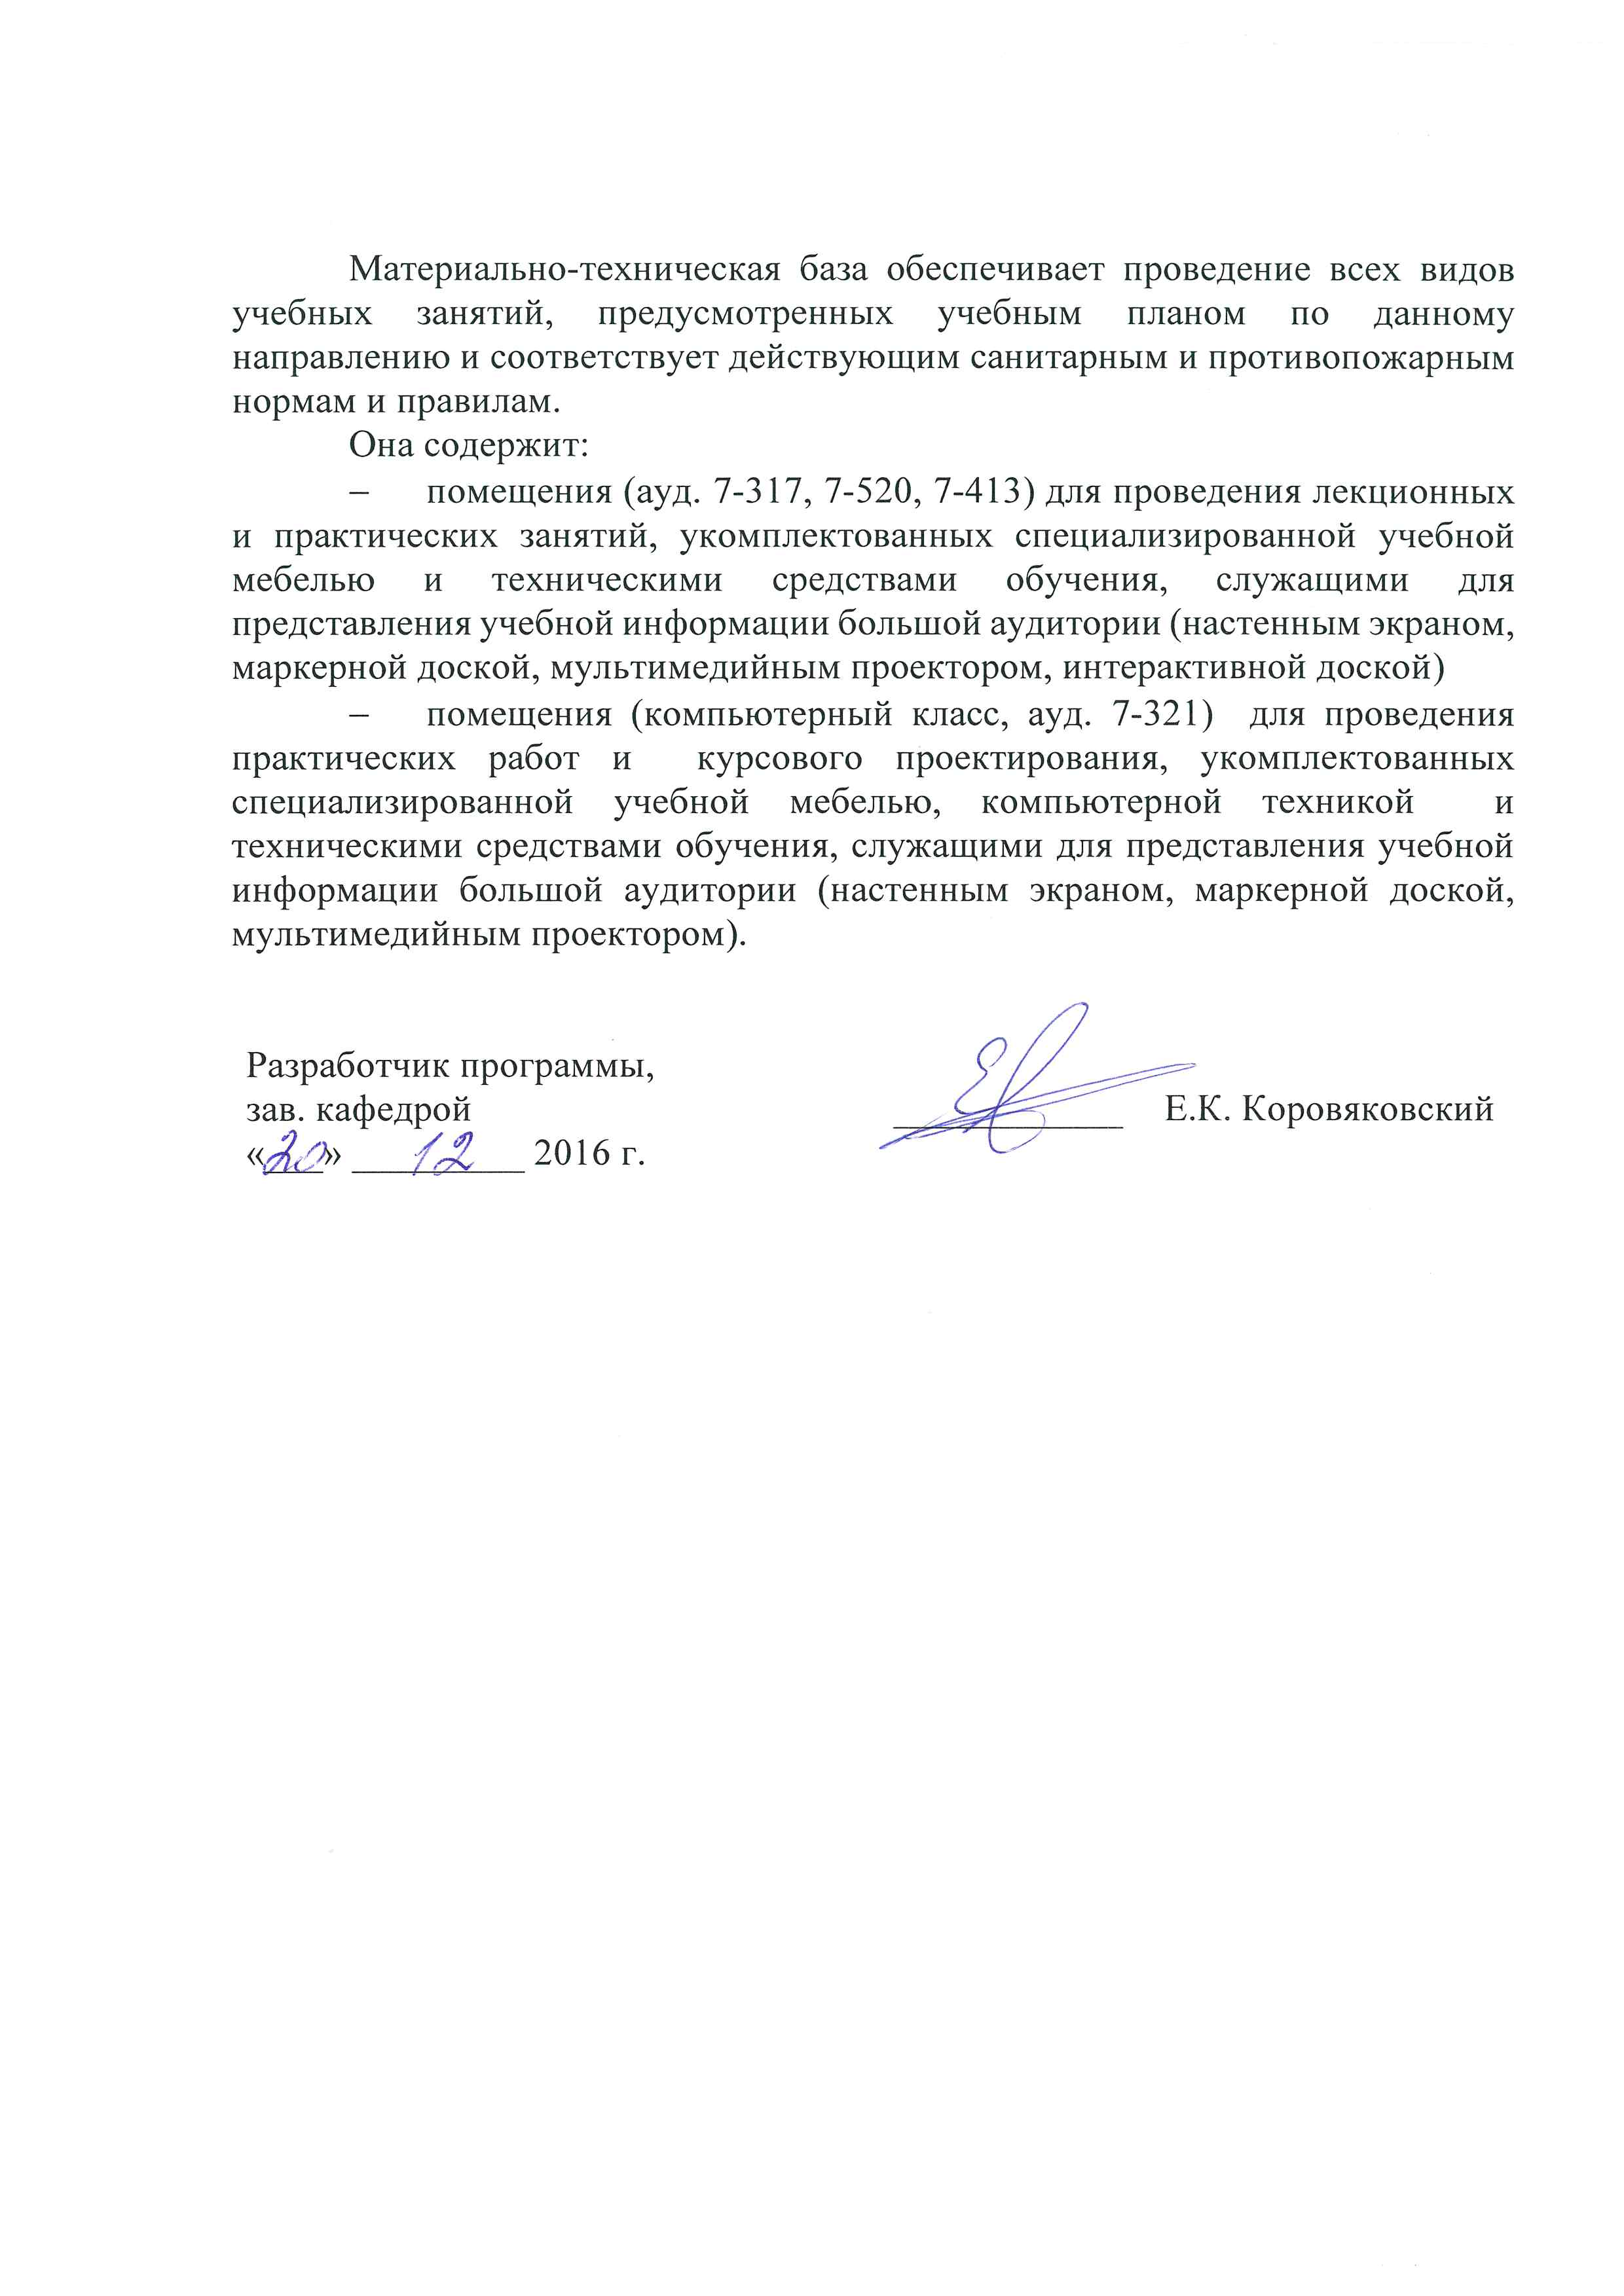 Материально-техническая база обеспечивает проведение всех видов
учебных занятий, предусмотренных учебным планом по данному
направлению и соответствует действующим санитарным и противопожарным
нормам и правилам.
Она содержит:
– помещения (ауд. 7-317, 7-520, 7-413) для проведения лекционных
и практических занятий, укомплектованных специализированной учебной
мебелью и техническими средствами обучения, служащими для
представления учебной информации большой аудитории (настенным экраном,
маркерной доской, мультимедийным проектором, интерактивной доской)
– помещения (компьютерный класс, ауд. 7-321) для проведения
практических работ и курсового проектирования, укомплектованных
специализированной учебной мебелью, компьютерной техникой и
техническими средствами обучения, служащими для представления учебной
информации большой аудитории (настенным экраном, маркерной доской,
мультимедийным проектором).
Разработчик программы,
зав. кафедрой ____________ Е.К. Коровяковский
«20» 12 2016 г.